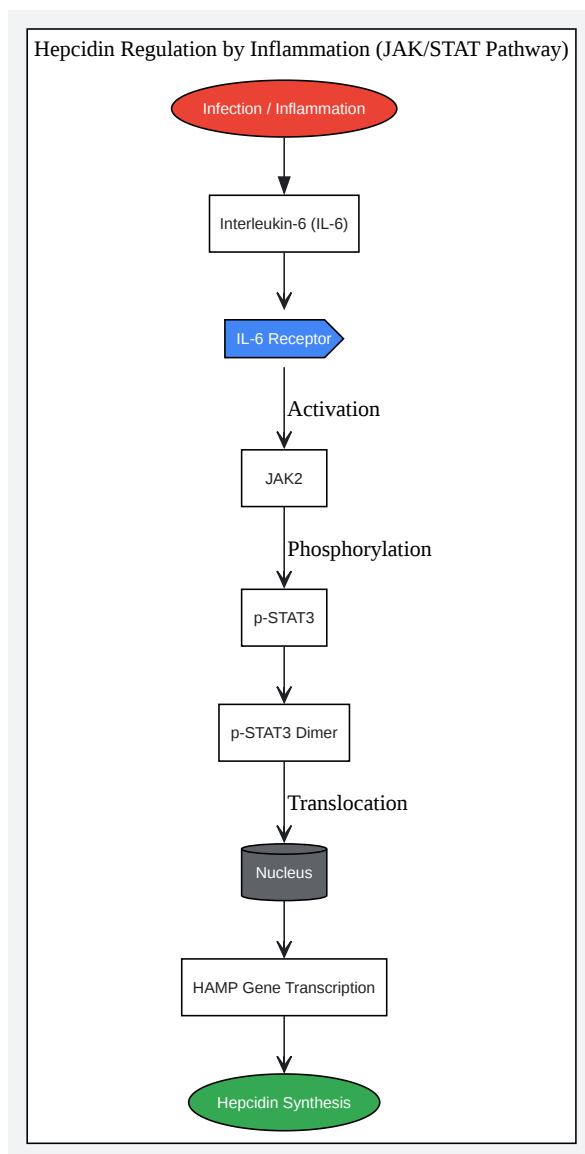 Hepcidin Regulation by Inflammation (JAK/STAT Pathway)
Infection / Inflammation
Interleukin-6 (IL-6)
IL-6 Receptor
Activation
JAK2
Phosphorylation
p-STAT3
p-STAT3 Dimer
Translocation
Nucleus
HAMP Gene Transcription
Hepcidin Synthesis